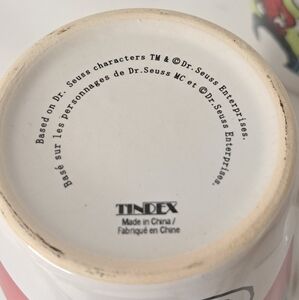 Based on Dr. Seuss characters TM & ©Dr.Seuss Enterprises.
Basé sur les personnages de Dr.Seuss MC et ©Dr.Seuss Enterprises.
TINDEX
Made in China /
Fabriqué en Chine